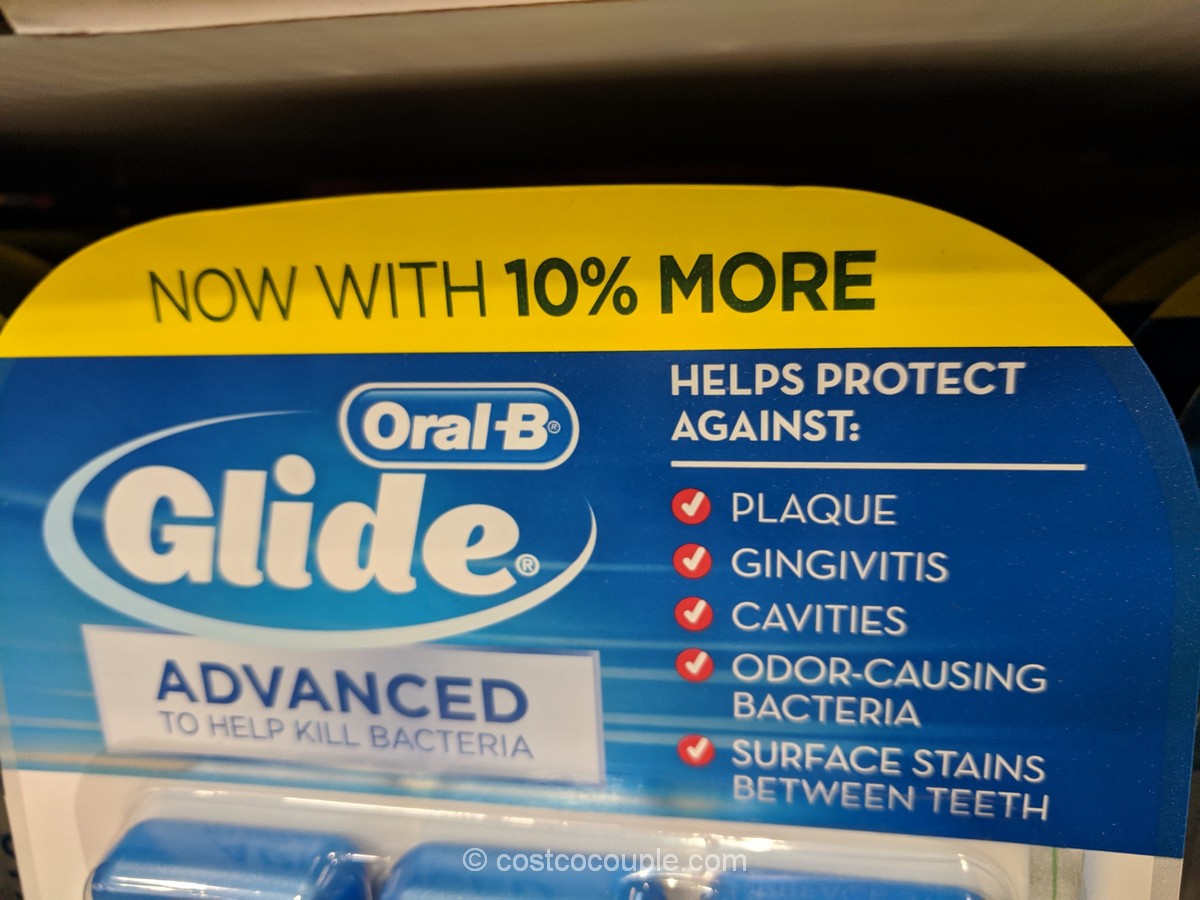 NOW WITH 10% MORE
Oral-B®
Glide®
ADVANCED
TO HELP KILL BACTERIA
HELPS PROTECT
AGAINST:
PLAQUE
GINGIVITIS
CAVITIES
ODOR-CAUSING
BACTERIA
SURFACE STAINS
BETWEEN TEETH
© costcocouple.com